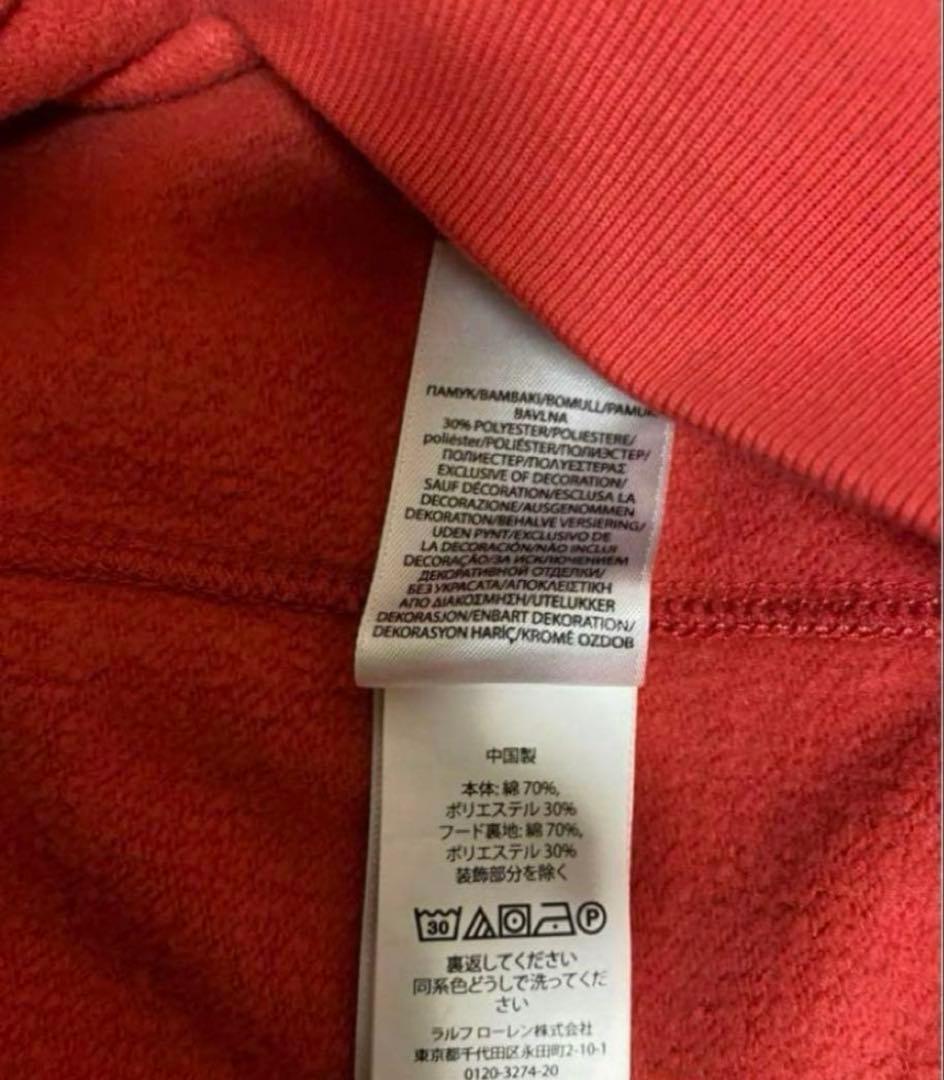 ПАМУК/BAMBAKI/BOMULL/PAMUK
BAVLNA
30% POLYESTER/POLIESTERE/
poliéster/POLIÉSTER/ПОЛИЭСТЕР/
ПОЛИЕСТЕР/ΠΟΛΥΕΣΤΕΡΑΣ
EXCLUSIVE OF DECORATION/
SAUF DÉCORATION/ESCLUSA LA
DECORAZIONE/AUSGENOMMEN
DEKORATION/BEHALVE VERSIERING/
UDEN PYNT/EXCLUSIVO DE
LA DECORACIÓN/NÃO INCLUI
DECORAÇÃO/ЗА ИСКЛЮЧЕНИЕМ
ДЕКОРАТИВНОЙ ОТДЕЛКИ/
БЕЗ УКРАСАТА/ΑΠΟΚΛΕΙΣΤΙΚΗ
ΑΠΟ ΔΙΑΚΟΣΜΗΣΗ/UTELUKKER
DEKORASJON/ENBART DEKORATION/
DEKORASYON HARİÇ/KROMĚ OZDOB
中国製
本体: 綿 70%,
ポリエステル 30%
フード裏地: 綿 70%,
ポリエステル 30%
装飾部分を除く
30 P
裏返してください
同系色どうしで洗ってくだ
さい
ラルフ ローレン株式会社
東京都千代田区永田町2-10-1
0120-3274-20